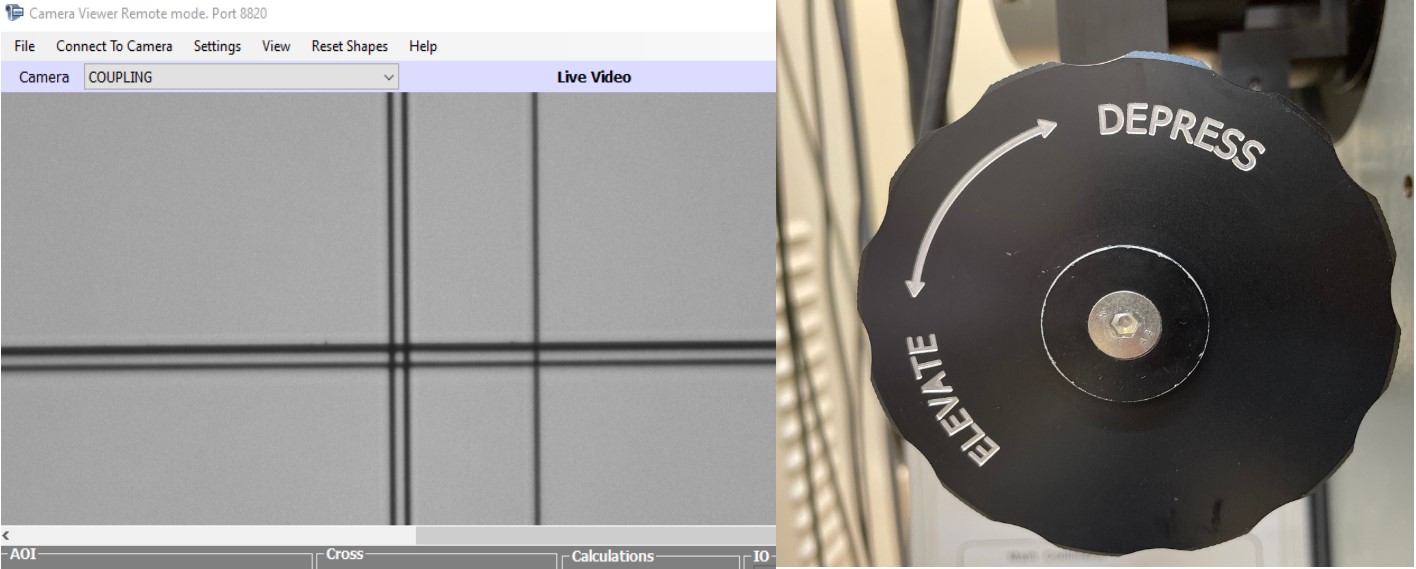 Camera Viewer Remote mode. Port 8820
File Connect To Camera Settings View Reset Shapes Help
Camera COUPLING Live Video
AOI Cross Calculations IO
DEPRESS
ELEVATE